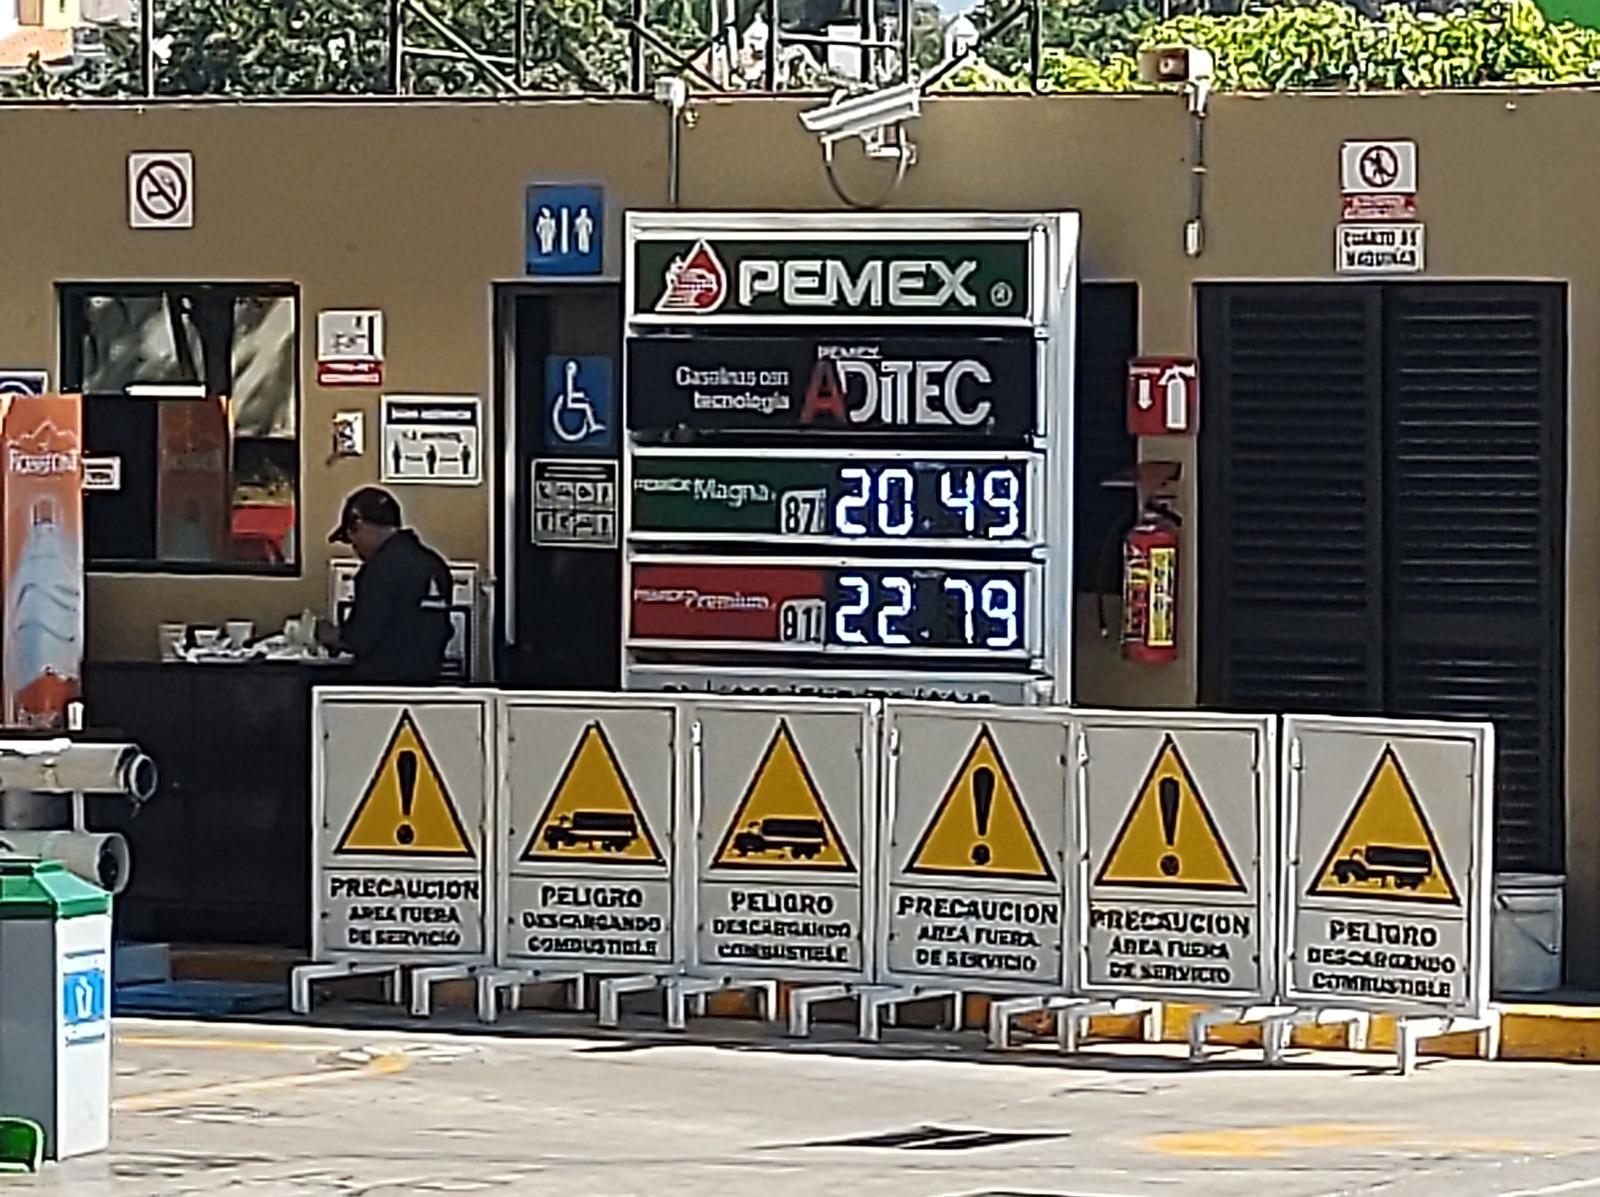 PEMEX ®
PEMEX
Gasolinas con
tecnología
ADITEC
PEMEX Magna 87 20.49
PEMEX Premium 91 22.79
CUARTO DE
MAQUINAS
PRECAUCION
AREA FUERA
DE SERVICIO
PELIGRO
DESCARGANDO
COMBUSTIBLE
PELIGRO
DESCARGANDO
COMBUSTIBLE
PRECAUCION
AREA FUERA
DE SERVICIO
PRECAUCION
AREA FUERA
DE SERVICIO
PELIGRO
DESCARGANDO
COMBUSTIBLE